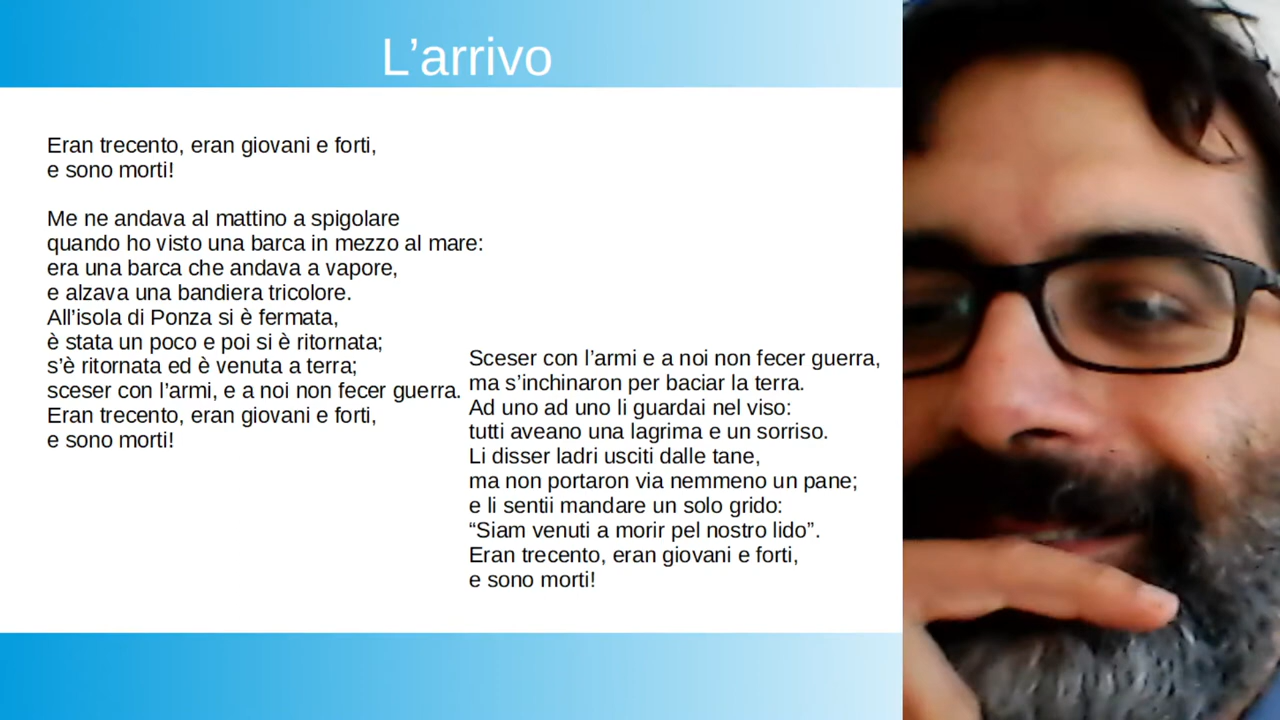 L’arrivo
Eran trecento, eran giovani e forti,
e sono morti!
Me ne andava al mattino a spigolare
quando ho visto una barca in mezzo al mare:
era una barca che andava a vapore,
e alzava una bandiera tricolore.
All’isola di Ponza si è fermata,
è stata un poco e poi si è ritornata;
s’è ritornata ed è venuta a terra;
sceser con l’armi, e a noi non fecer guerra.
Eran trecento, eran giovani e forti,
e sono morti!
Sceser con l’armi e a noi non fecer guerra,
ma s’inchinaron per baciar la terra.
Ad uno ad uno li guardai nel viso:
tutti aveano una lagrima e un sorriso.
Li disser ladri usciti dalle tane,
ma non portaron via nemmeno un pane;
e li sentii mandare un solo grido:
“Siam venuti a morir pel nostro lido”.
Eran trecento, eran giovani e forti,
e sono morti!